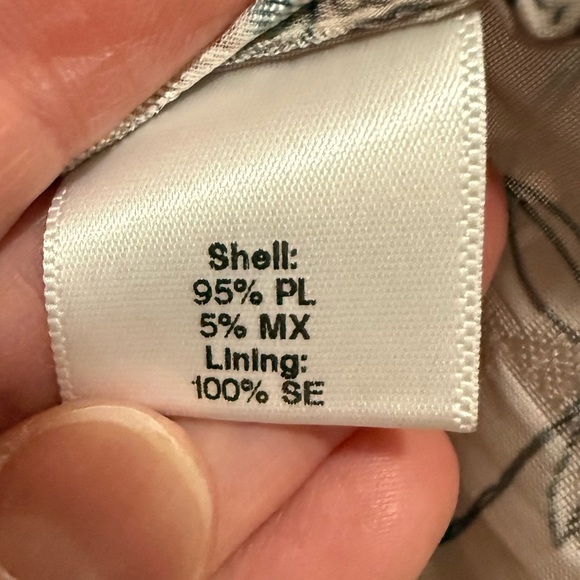 Shell:
95% PL
5% MX
Lining:
100% SE